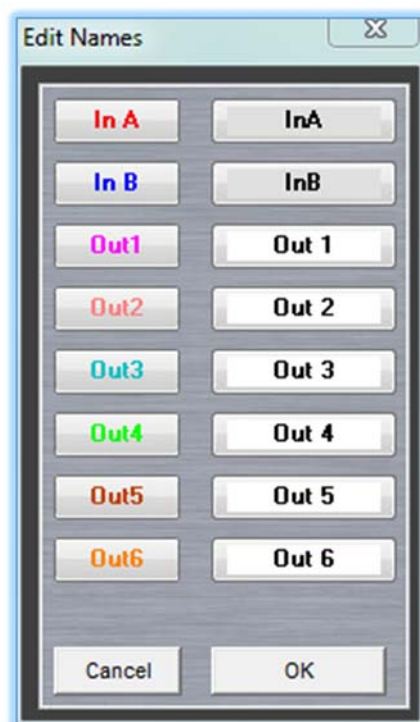 Edit Names
In A InA
In B InB
Out1 Out 1
Out2 Out 2
Out3 Out 3
Out4 Out 4
Out5 Out 5
Out6 Out 6
Cancel OK